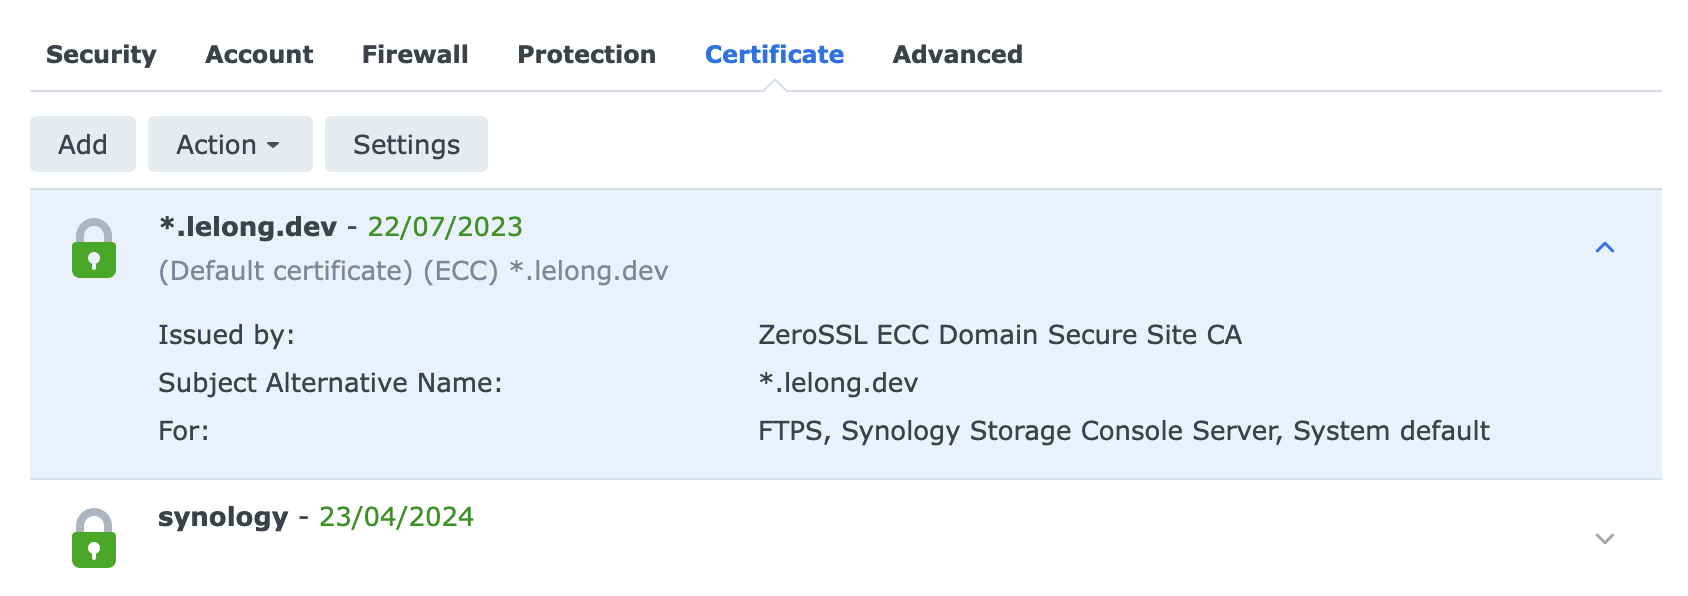 Security Account Firewall Protection Certificate Advanced
Add Action Settings
*.lelong.dev - 22/07/2023
(Default certificate) (ECC) *.lelong.dev
Issued by: ZeroSSL ECC Domain Secure Site CA
Subject Alternative Name: *.lelong.dev
For: FTPS, Synology Storage Console Server, System default
synology - 23/04/2024